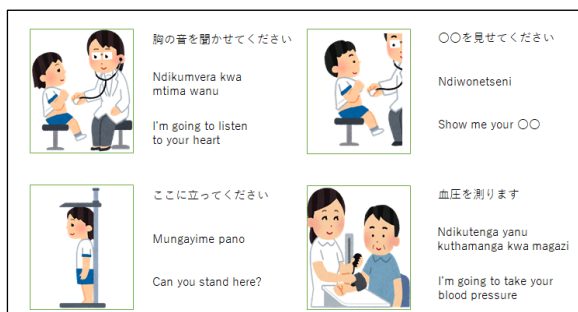 胸の音を聞かせてください
Ndikumvera kwa
mtima wanu
I'm going to listen
to your heart
〇〇を見せてください
Ndiwonetseni
Show me your 〇〇
ここに立ってください
Mungayime pano
Can you stand here?
血圧を測ります
Ndikutenga yanu
kuthamanga kwa magazi
I'm going to take your
blood pressure